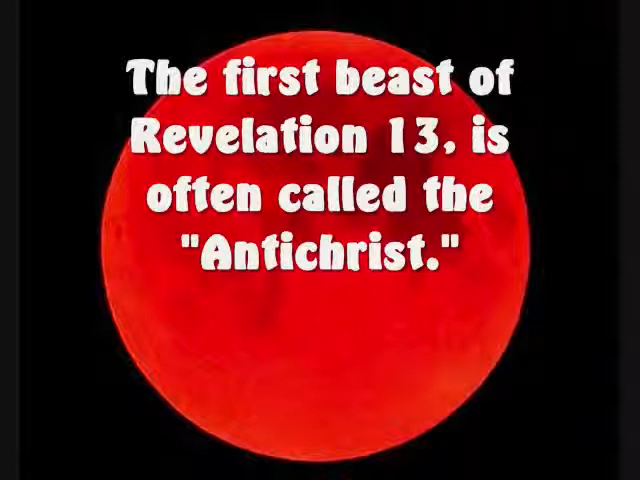 The first beast of
Revelation 13, is
often called the
"Antichrist."